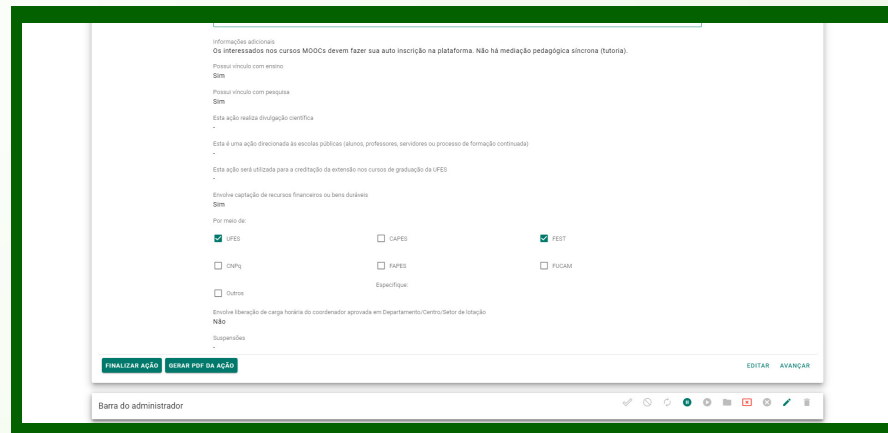 Informações adicionais
Os interessados nos cursos MOOCs devem fazer sua auto inscrição na plataforma. Não há mediação pedagógica síncrona (tutoria).
Possui vínculo com ensino
Sim
Possui vínculo com pesquisa
Sim
Esta ação realiza divulgação científica
-
Esta é uma ação direcionada às escolas públicas (alunos, professores, servidores ou processo de formação continuada)
-
Esta ação será utilizada para a creditação da extensão nos cursos de graduação da UFES
-
Envolve captação de recursos financeiros ou bens duráveis
Sim
Por meio de:
UFES CAPES FEST
CNPq FAPES FUCAM
Outros Especifique:
Envolve liberação de carga horária do coordenador aprovada em Departamento/Centro/Setor de lotação
Não
Suspensões
-
FINALIZAR AÇÃO GERAR PDF DA AÇÃO EDITAR AVANÇAR
Barra do administrador